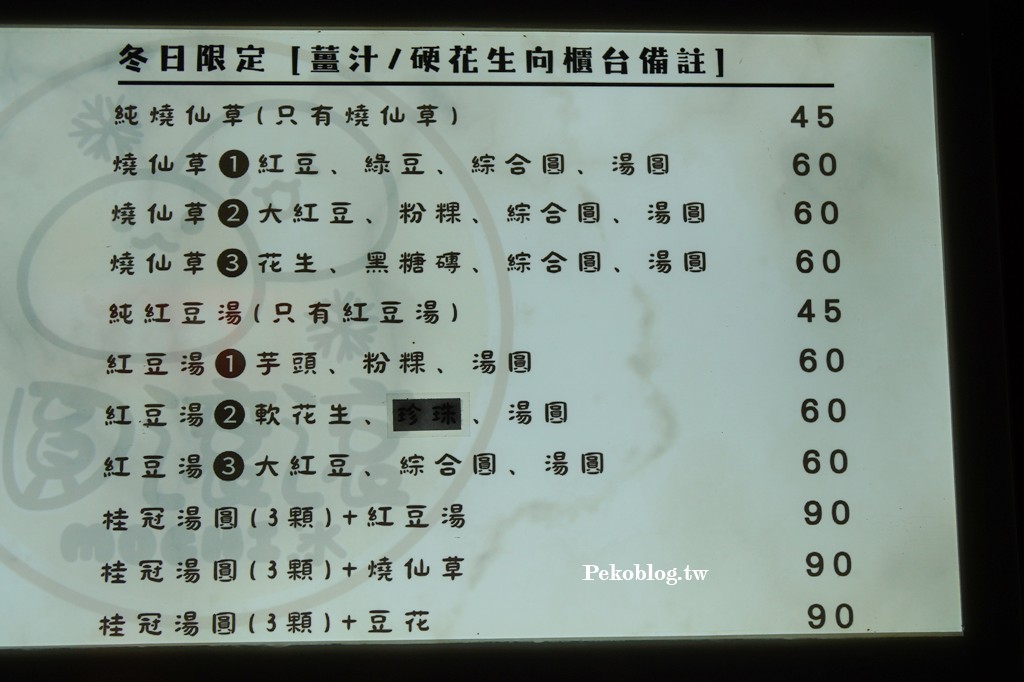 冬日限定 [薑汁/硬花生向櫃台備註]
純燒仙草(只有燒仙草) 45
燒仙草❶紅豆、綠豆、綜合圓、湯圓 60
燒仙草❷大紅豆、粉粿、綜合圓、湯圓 60
燒仙草❸花生、黑糖磚、綜合圓、湯圓 60
純紅豆湯(只有紅豆湯) 45
紅豆湯❶芋頭、粉粿、湯圓 60
紅豆湯❷軟花生、珍珠、湯圓 60
紅豆湯❸大紅豆、綜合圓、湯圓 60
桂冠湯圓(3顆)+紅豆湯 90
桂冠湯圓(3顆)+燒仙草 90
Pekoblog.tw
桂冠湯圓(3顆)+豆花 90